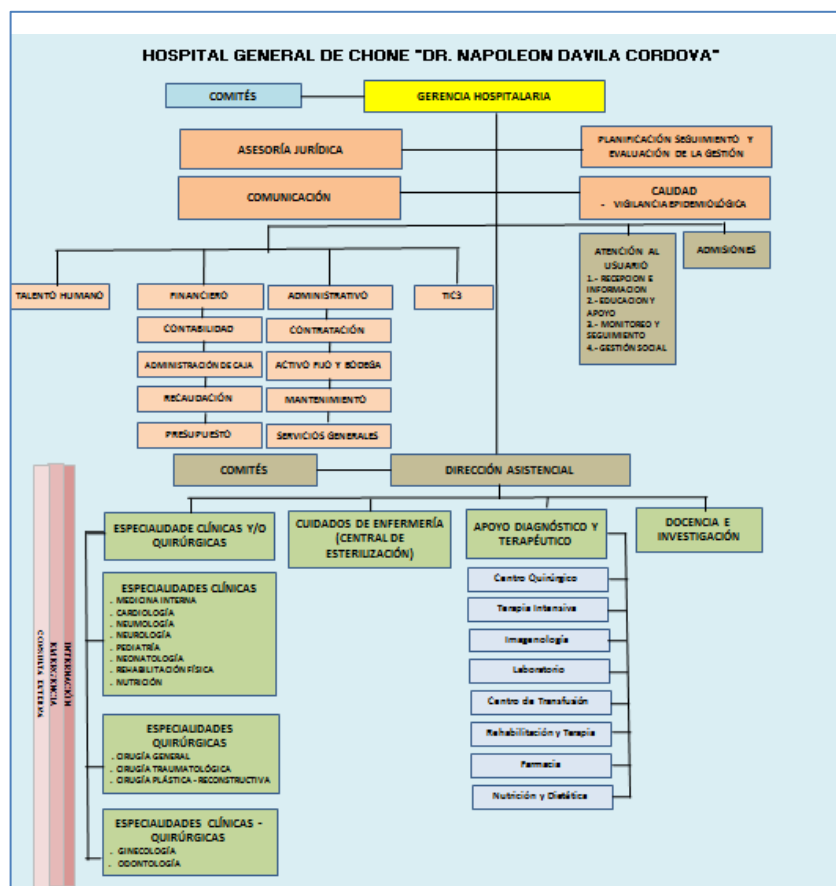 HOSPITAL GENERAL DE CHONE "DR. NAPOLEON DAVILA CORDOVA"
COMITÉS
GERENCIA HOSPITALARIA
ASESORÍA JURÍDICA
PLANIFICACIÓN SEGUIMIENTO Y
EVALUACIÓN DE LA GESTIÓN
COMUNICACIÓN
CALIDAD
- VIGILANCIA EPIDEMIOLÓGICA
ATENCIÓN AL
USUARIO
1.- RECEPCION E
INFORMACION
2.- EDUCACION Y
APOYO
3.- MONITOREO Y
SEGUIMIENTO
4.- GESTIÓN SOCIAL
ADMISIONES
TALENTO HUMANO
FINANCIERO
ADMINISTRATIVO
TIC3
CONTABILIDAD
CONTRATACIÓN
ADMINISTRACIÓN DE CAJA
ACTIVO FIJO Y BODEGA
RECAUDACIÓN
MANTENIMIENTO
PRESUPUESTO
SERVICIOS GENERALES
COMITÉS
DIRECCIÓN ASISTENCIAL
CONSULTA EXTERNA
EMERGENCIA
INTERNACIÓN
ESPECIALIDADE CLÍNICAS Y/O
QUIRÚRGICAS
CUIDADOS DE ENFERMERÍA
(CENTRAL DE
ESTERILIZACIÓN)
APOYO DIAGNÓSTICO Y
TERAPÉUTICO
DOCENCIA E
INVESTIGACIÓN
ESPECIALIDADES CLÍNICAS
. MEDICINA INTERNA
. CARDIOLOGÍA
. NEUMOLOGÍA
. NEUROLOGÍA
. PEDIATRÍA
. NEONATOLOGÍA
. REHABILITACIÓN FÍSICA
. NUTRICIÓN
ESPECIALIDADES
QUIRÚRGICAS
. CIRUGÍA GENERAL
. CIRUGÍA TRAUMATOLÓGICA
. CIRUGÍA PLÁSTICA - RECONSTRUCTIVA
ESPECIALIDADES CLÍNICAS -
QUIRÚRGICAS
. GINECOLOGÍA
. ODONTOLOGÍA
Centro Quirúrgico
Terapia Intensiva
Imagenología
Laboratorio
Centro de Transfusión
Rehabilitación y Terapia
Farmacia
Nutrición y Dietética